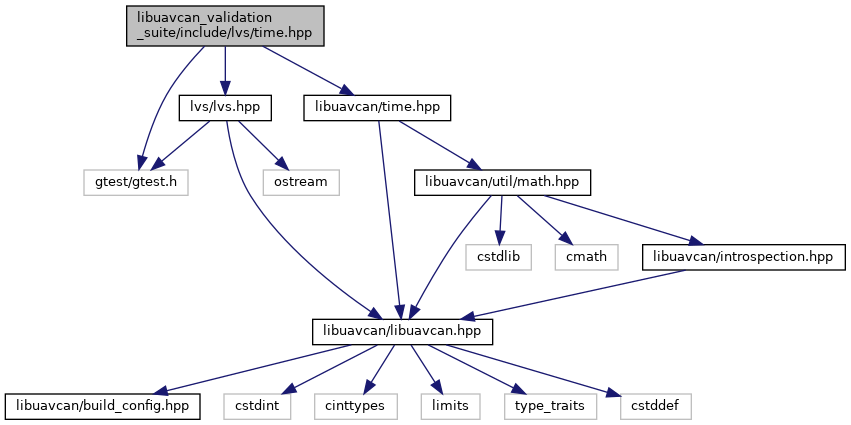 libuavcan_validation
_suite/include/lvs/time.hpp
lvs/lvs.hpp
libuavcan/time.hpp
gtest/gtest.h
ostream
libuavcan/util/math.hpp
cstdlib
cmath
libuavcan/introspection.hpp
libuavcan/libuavcan.hpp
libuavcan/build_config.hpp
cstdint
cinttypes
limits
type_traits
cstddef